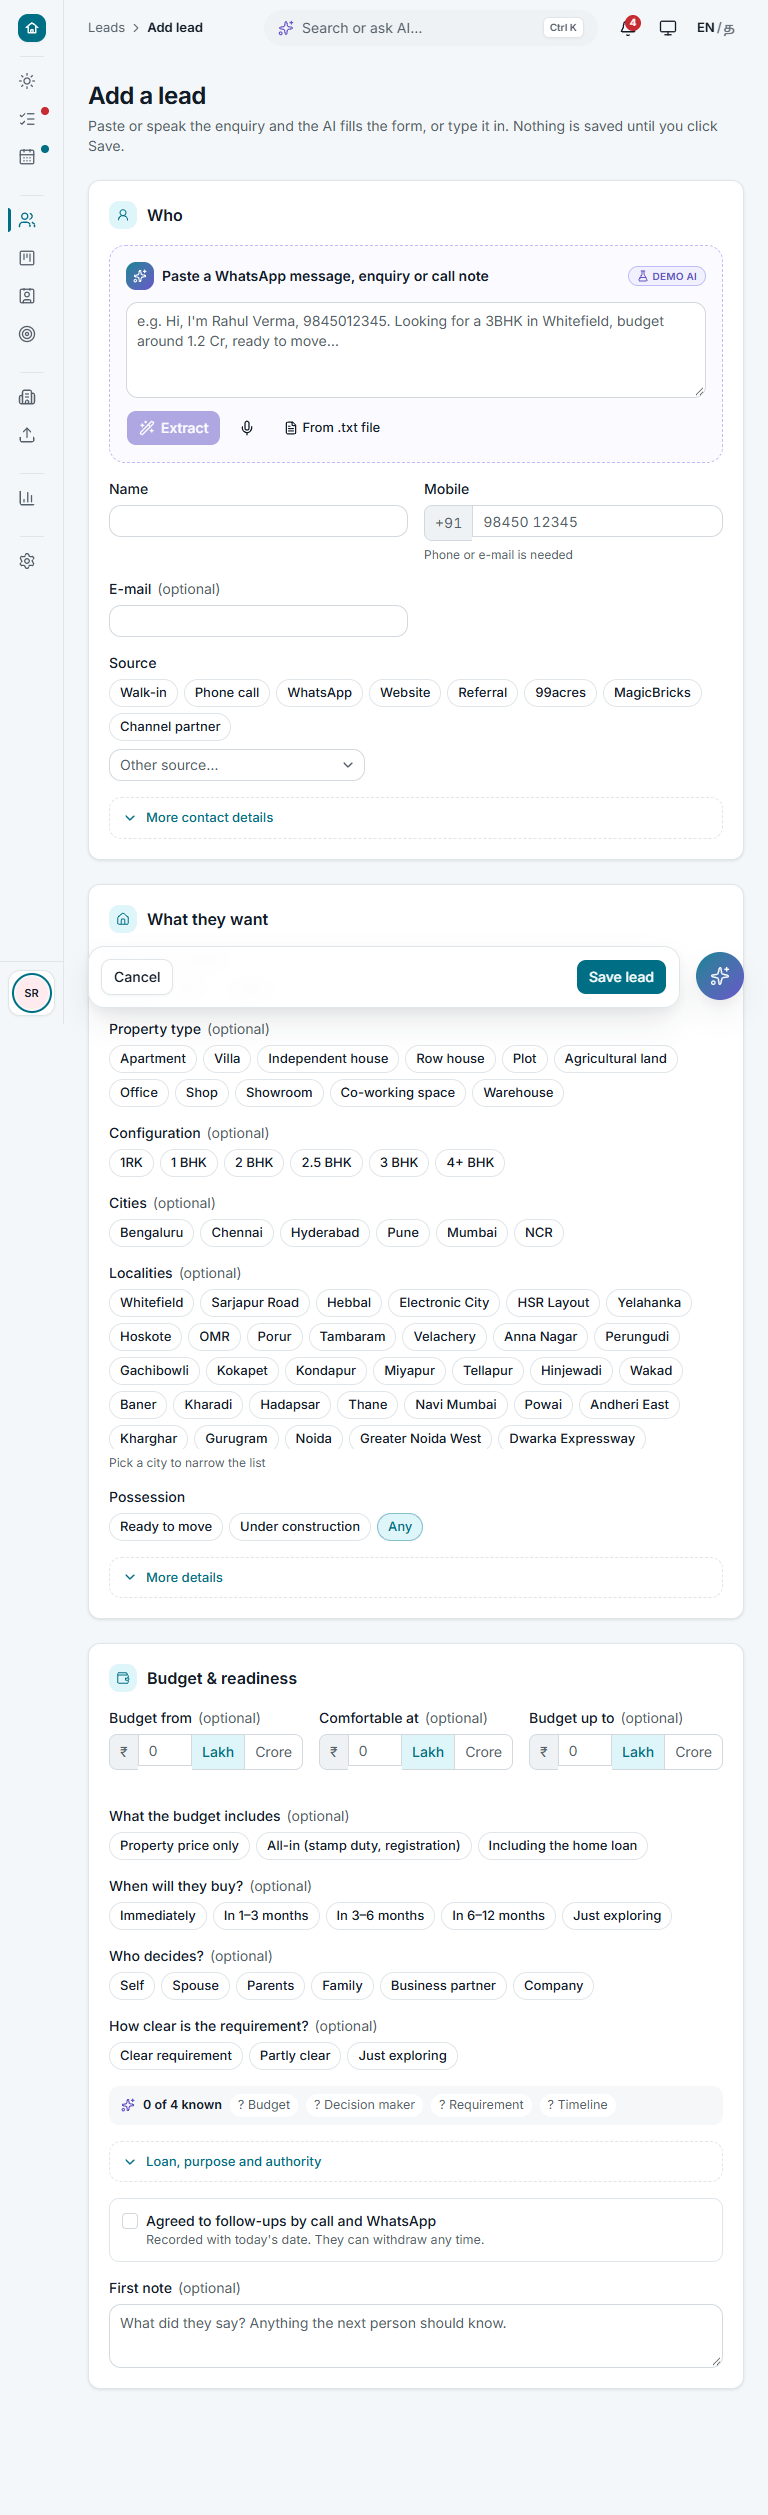 Leads > Add lead
Search or ask AI...
Ctrl K
4
EN / த
Add a lead
Paste or speak the enquiry and the AI fills the form, or type it in. Nothing is saved until you click
Save.
Who
Paste a WhatsApp message, enquiry or call note
DEMO AI
e.g. Hi, I'm Rahul Verma, 9845012345. Looking for a 3BHK in Whitefield, budget
around 1.2 Cr, ready to move...
Extract
From .txt file
Name
Mobile
+91 98450 12345
Phone or e-mail is needed
E-mail (optional)
Source
Walk-in Phone call WhatsApp Website Referral 99acres MagicBricks
Channel partner
Other source...
More contact details
What they want
Cancel
Save lead
SR
Property type (optional)
Apartment Villa Independent house Row house Plot Agricultural land
Office Shop Showroom Co-working space Warehouse
Configuration (optional)
1RK 1 BHK 2 BHK 2.5 BHK 3 BHK 4+ BHK
Cities (optional)
Bengaluru Chennai Hyderabad Pune Mumbai NCR
Localities (optional)
Whitefield Sarjapur Road Hebbal Electronic City HSR Layout Yelahanka
Hoskote OMR Porur Tambaram Velachery Anna Nagar Perungudi
Gachibowli Kokapet Kondapur Miyapur Tellapur Hinjewadi Wakad
Baner Kharadi Hadapsar Thane Navi Mumbai Powai Andheri East
Kharghar Gurugram Noida Greater Noida West Dwarka Expressway
Pick a city to narrow the list
Possession
Ready to move Under construction Any
More details
Budget & readiness
Budget from (optional) Comfortable at (optional) Budget up to (optional)
₹ 0 Lakh Crore ₹ 0 Lakh Crore ₹ 0 Lakh Crore
What the budget includes (optional)
Property price only All-in (stamp duty, registration) Including the home loan
When will they buy? (optional)
Immediately In 1–3 months In 3–6 months In 6–12 months Just exploring
Who decides? (optional)
Self Spouse Parents Family Business partner Company
How clear is the requirement? (optional)
Clear requirement Partly clear Just exploring
0 of 4 known ? Budget ? Decision maker ? Requirement ? Timeline
Loan, purpose and authority
Agreed to follow-ups by call and WhatsApp
Recorded with today's date. They can withdraw any time.
First note (optional)
What did they say? Anything the next person should know.